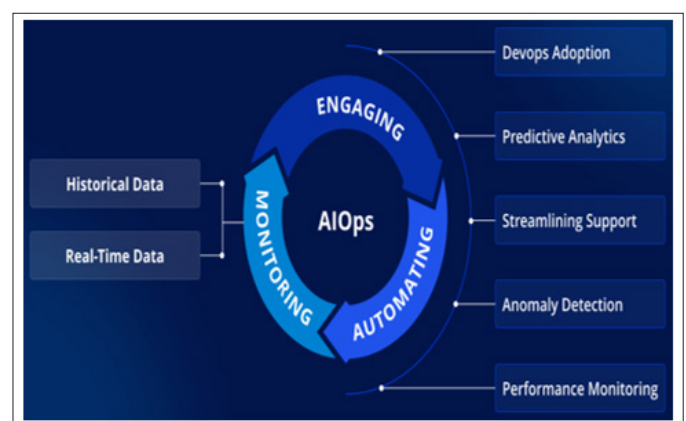 Devops Adoption
ENGAGING
Predictive Analytics
Historical Data
MONITORING
AIOps
Streamlining Support
Real-Time Data
AUTOMATING
Anomaly Detection
Performance Monitoring